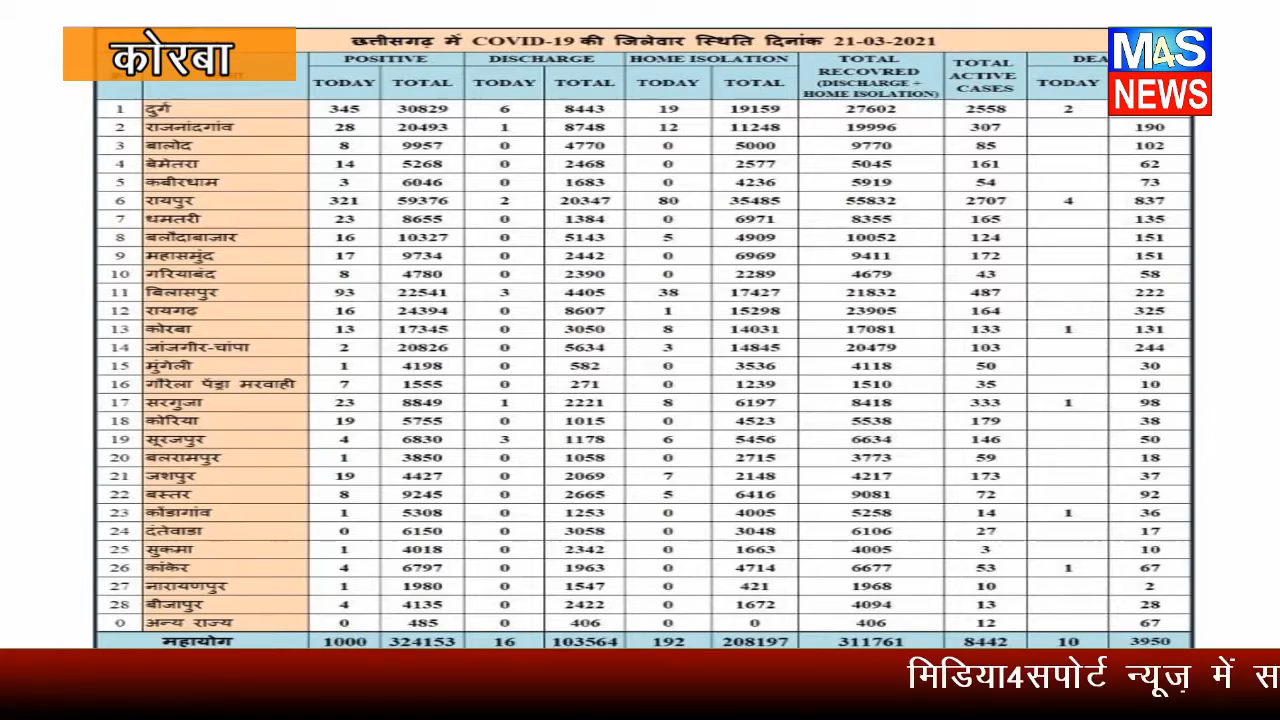 कोरबा
छत्तीसगढ़ में COVID-19 की जिलेवार स्थिति दिनांक 21-03-2021
M4S
NEWS
POSITIVE DISCHARGE HOME ISOLATION TOTAL RECOVRED (DISCHARGE + HOME ISOLATION) TOTAL ACTIVE CASES DEA
TODAY TOTAL TODAY TOTAL TODAY TOTAL TODAY
1 दुर्ग 345 30829 6 8443 19 19159 27602 2558 2
2 राजनांदगांव 28 20493 1 8748 12 11248 19996 307 190
3 बालोद 8 9957 0 4770 0 5000 9770 85 102
4 बेमेतरा 14 5268 0 2468 0 2577 5045 161 62
5 कबीरधाम 3 6046 0 1683 0 4236 5919 54 73
6 रायपुर 321 59376 2 20347 80 35485 55832 2707 4 837
7 धमतरी 23 8655 0 1384 0 6971 8355 165 135
8 बलौदाबाजार 16 10327 0 5143 5 4909 10052 124 151
9 महासमुंद 17 9734 0 2442 0 6969 9411 172 151
10 गरियाबंद 8 4780 0 2390 0 2289 4679 43 58
11 बिलासपुर 93 22541 3 4405 38 17427 21832 487 222
12 रायगढ़ 16 24394 0 8607 1 15298 23905 164 325
13 कोरबा 13 17345 0 3050 8 14031 17081 133 1 131
14 जांजगीर-चांपा 2 20826 0 5634 3 14845 20479 103 244
15 मुंगेली 1 4198 0 582 0 3536 4118 50 30
16 गौरेला पेंड्रा मरवाही 7 1555 0 271 0 1239 1510 35 10
17 सरगुजा 23 8849 1 2221 8 6197 8418 333 1 98
18 कोरिया 19 5755 0 1015 0 4523 5538 179 38
19 सूरजपुर 4 6830 3 1178 6 5456 6634 146 50
20 बलरामपुर 1 3850 0 1058 0 2715 3773 59 18
21 जशपुर 19 4427 0 2069 7 2148 4217 173 37
22 बस्तर 8 9245 0 2665 5 6416 9081 72 92
23 कोंडागांव 1 5308 0 1253 0 4005 5258 14 1 36
24 दंतेवाडा 0 6150 0 3058 0 3048 6106 27 17
25 सुकमा 1 4018 0 2342 0 1663 4005 3 10
26 कांकेर 4 6797 0 1963 0 4714 6677 53 1 67
27 नारायणपुर 1 1980 0 1547 0 421 1968 10 2
28 बीजापुर 4 4135 0 2422 0 1672 4094 13 28
0 अन्य राज्य 0 485 0 406 0 0 406 12 67
महायोग 1000 324153 16 103564 192 208197 311761 8442 10 3950
मिडिया4सपोर्ट न्यूज़ में स